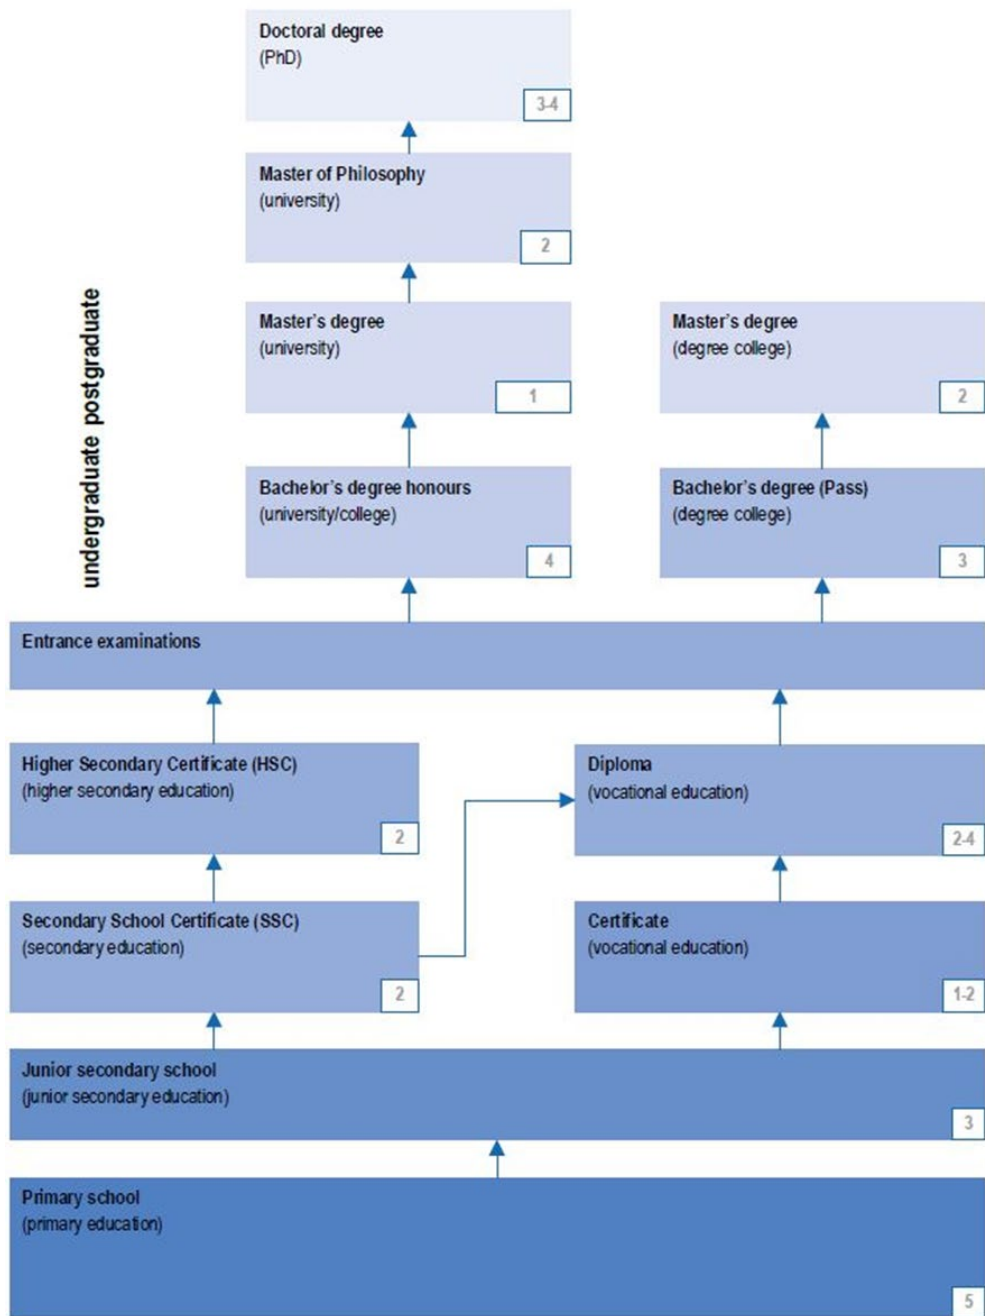 Doctoral degree
(PhD)
3-4
Master of Philosophy
(university)
2
Master's degree
(university)
1
Master's degree
(degree college)
2
undergraduate postgraduate
Bachelor's degree honours
(university/college)
4
Bachelor's degree (Pass)
(degree college)
3
Entrance examinations
Higher Secondary Certificate (HSC)
(higher secondary education)
2
Diploma
(vocational education)
2-4
Secondary School Certificate (SSC)
(secondary education)
2
Certificate
(vocational education)
1-2
Junior secondary school
(junior secondary education)
3
Primary school
(primary education)
5